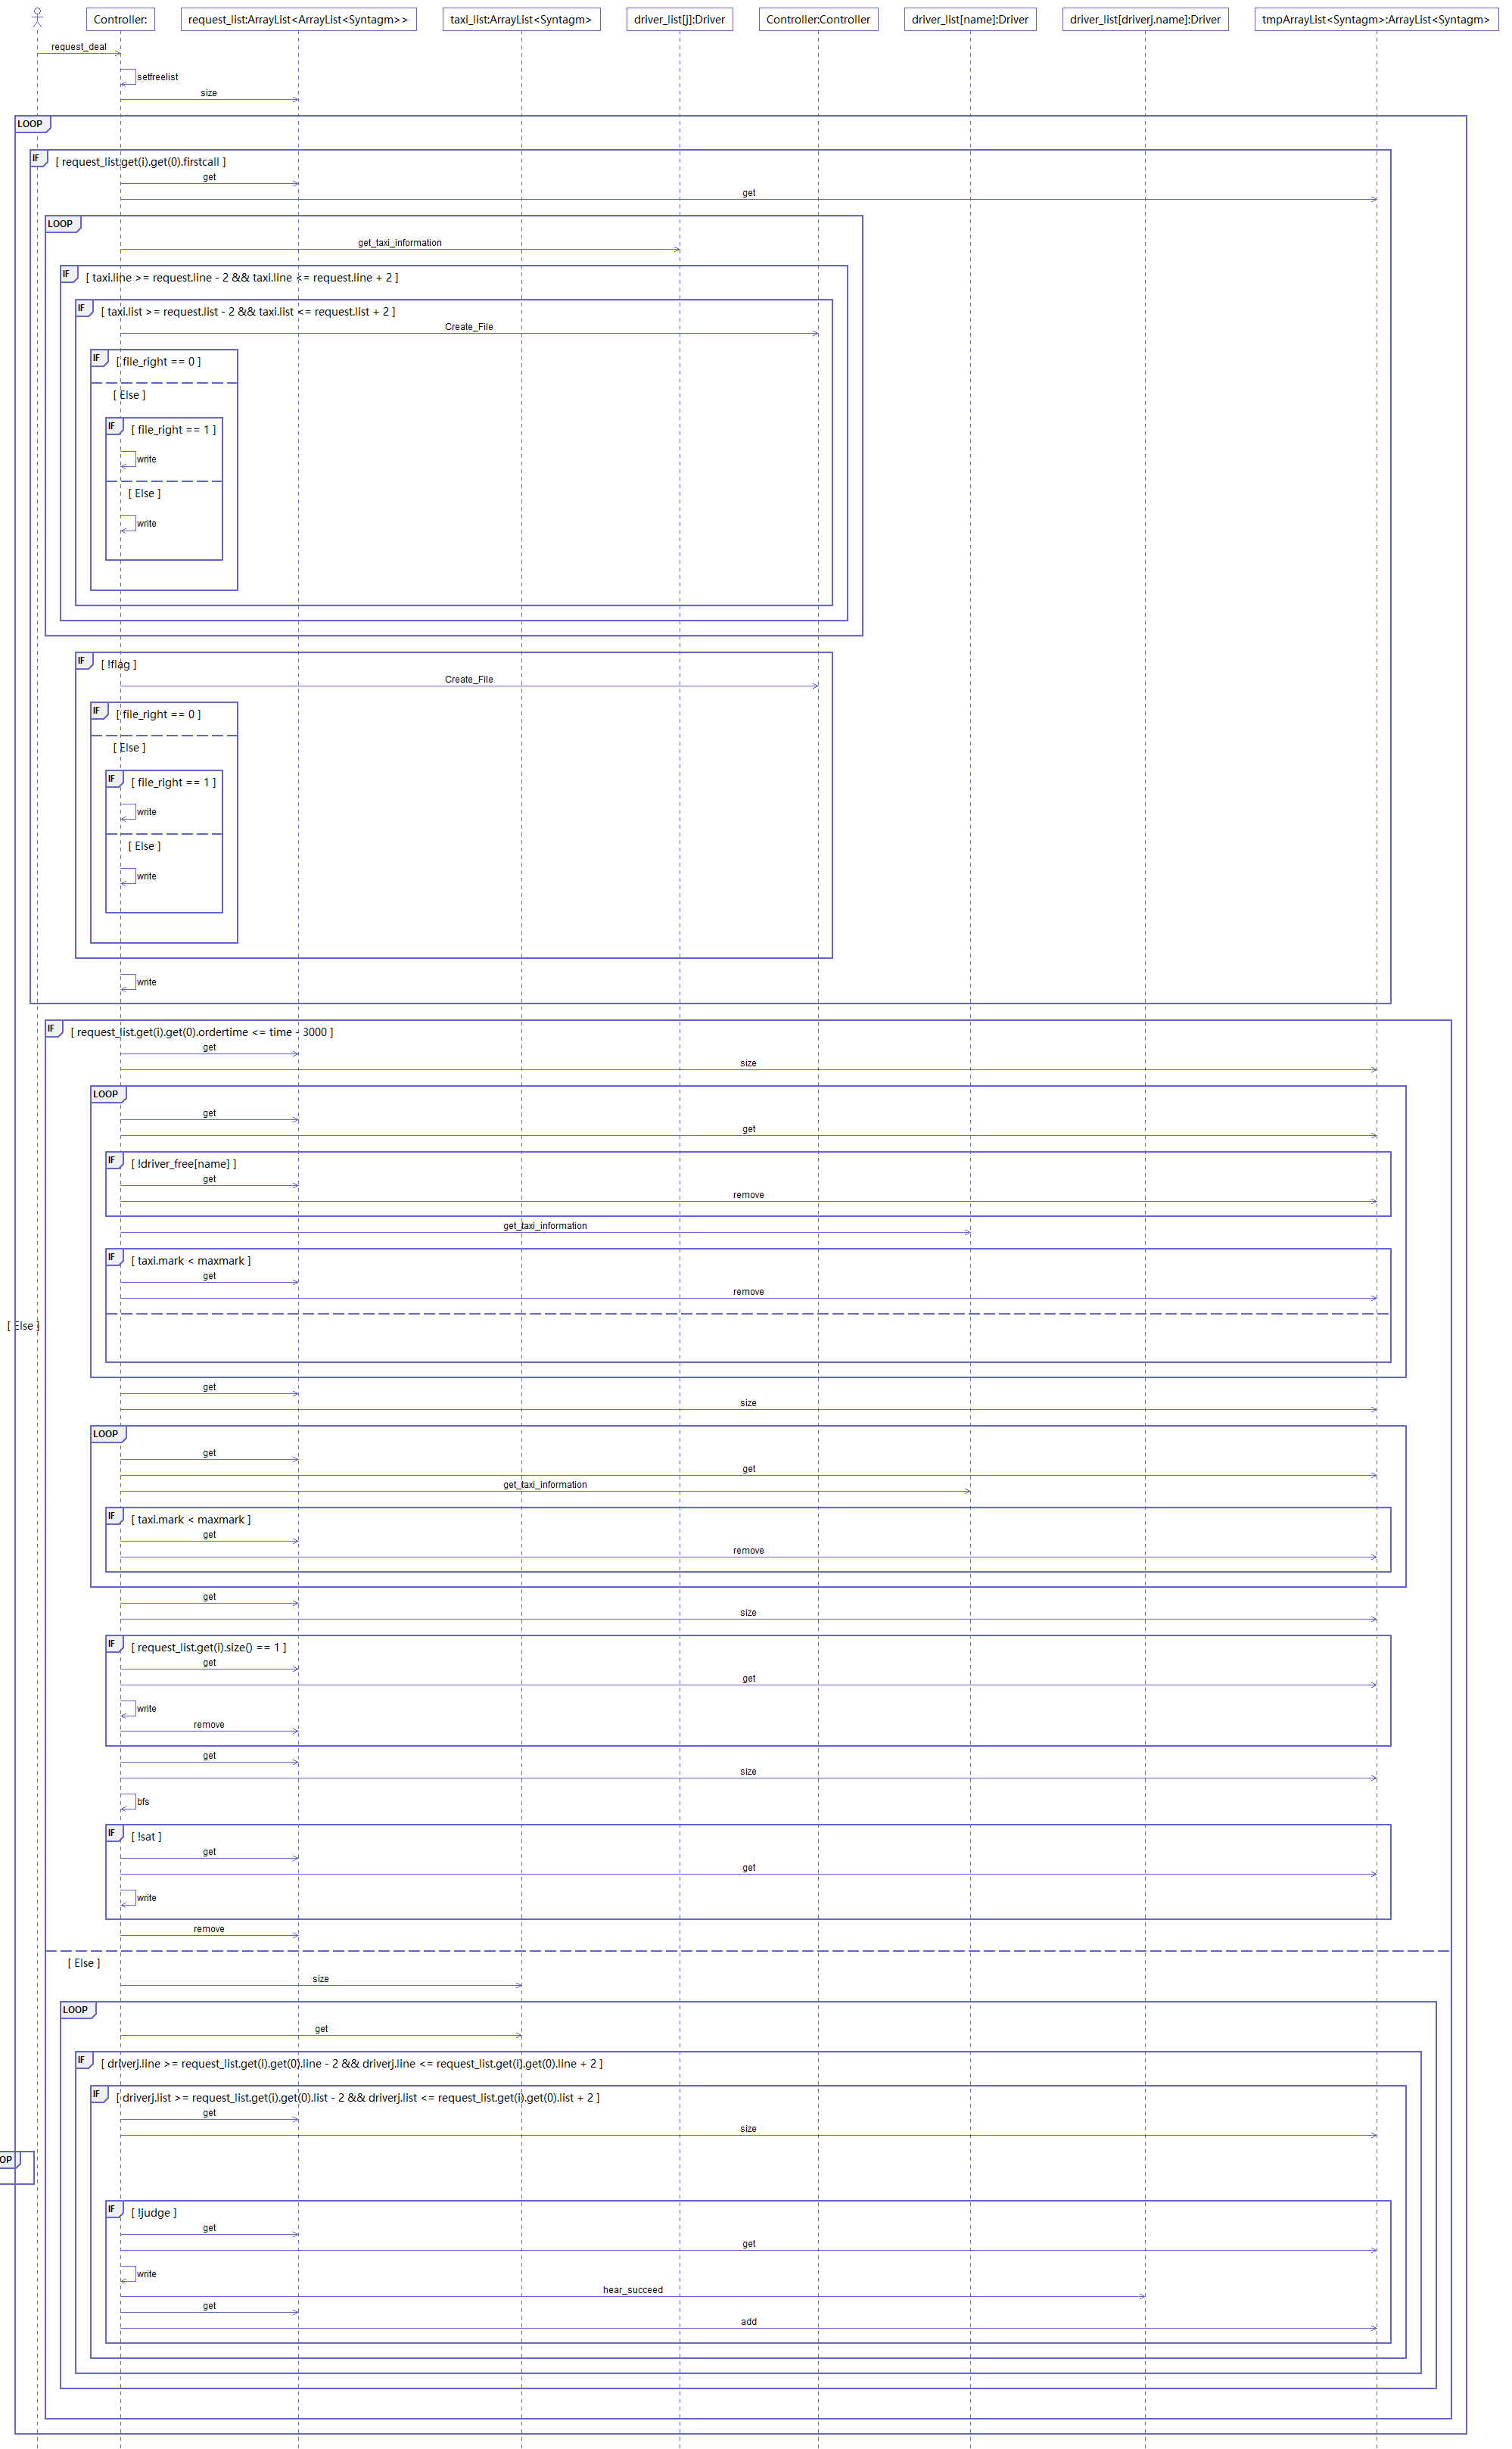 Controller: request_list:ArrayList<ArrayList<Syntagm>> taxi_list:ArrayList<Syntagm> driver_list[j]:Driver Controller:Controller driver_list[name]:Driver driver_list[driverj.name]:Driver tmpArrayList<Syntagm>:ArrayList<Syntagm>
request_deal
setfreelist
size
LOOP
IF [ request_list.get(i).get(0).firstcall ]
get
get
LOOP
get_taxi_information
IF [ taxi.line >= request.line - 2 && taxi.line <= request.line + 2 ]
IF [ taxi.list >= request.list - 2 && taxi.list <= request.list + 2 ]
Create_File
IF [ file_right == 0 ]
[ Else ]
IF [ file_right == 1 ]
write
[ Else ]
write
IF [ !flag ]
Create_File
IF [ file_right == 0 ]
[ Else ]
IF [ file_right == 1 ]
write
[ Else ]
write
write
IF [ request_list.get(i).get(0).ordertime <= time - 3000 ]
get
size
LOOP
get
get
IF [ !driver_free[name] ]
get
remove
get_taxi_information
IF [ taxi.mark < maxmark ]
get
remove
[ Else ]
get
size
LOOP
get
get
get_taxi_information
IF [ taxi.mark < maxmark ]
get
remove
get
size
IF [ request_list.get(i).size() == 1 ]
get
get
write
remove
get
size
bfs
IF [ !sat ]
get
get
write
remove
[ Else ]
size
LOOP
get
IF [ driverj.line >= request_list.get(i).get(0).line - 2 && driverj.line <= request_list.get(i).get(0).line + 2 ]
IF [ driverj.list >= request_list.get(i).get(0).list - 2 && driverj.list <= request_list.get(i).get(0).list + 2 ]
get
size
OP
IF [ !judge ]
get
get
write
hear_succeed
get
add